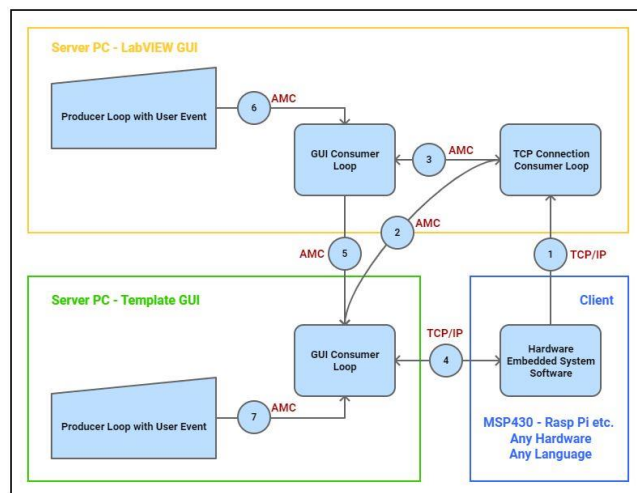 Server PC - LabVIEW GUI
6
AMC
Producer Loop with User Event
GUI Consumer
Loop
3
AMC
TCP Connection
Consumer Loop
2
AMC
AMC
5
1
TCP/IP
Server PC - Template GUI
Client
GUI Consumer
Loop
TCP/IP
4
Hardware
Embedded System
Software
Producer Loop with User Event
7
AMC
MSP430 - Rasp Pi etc.
Any Hardware
Any Language